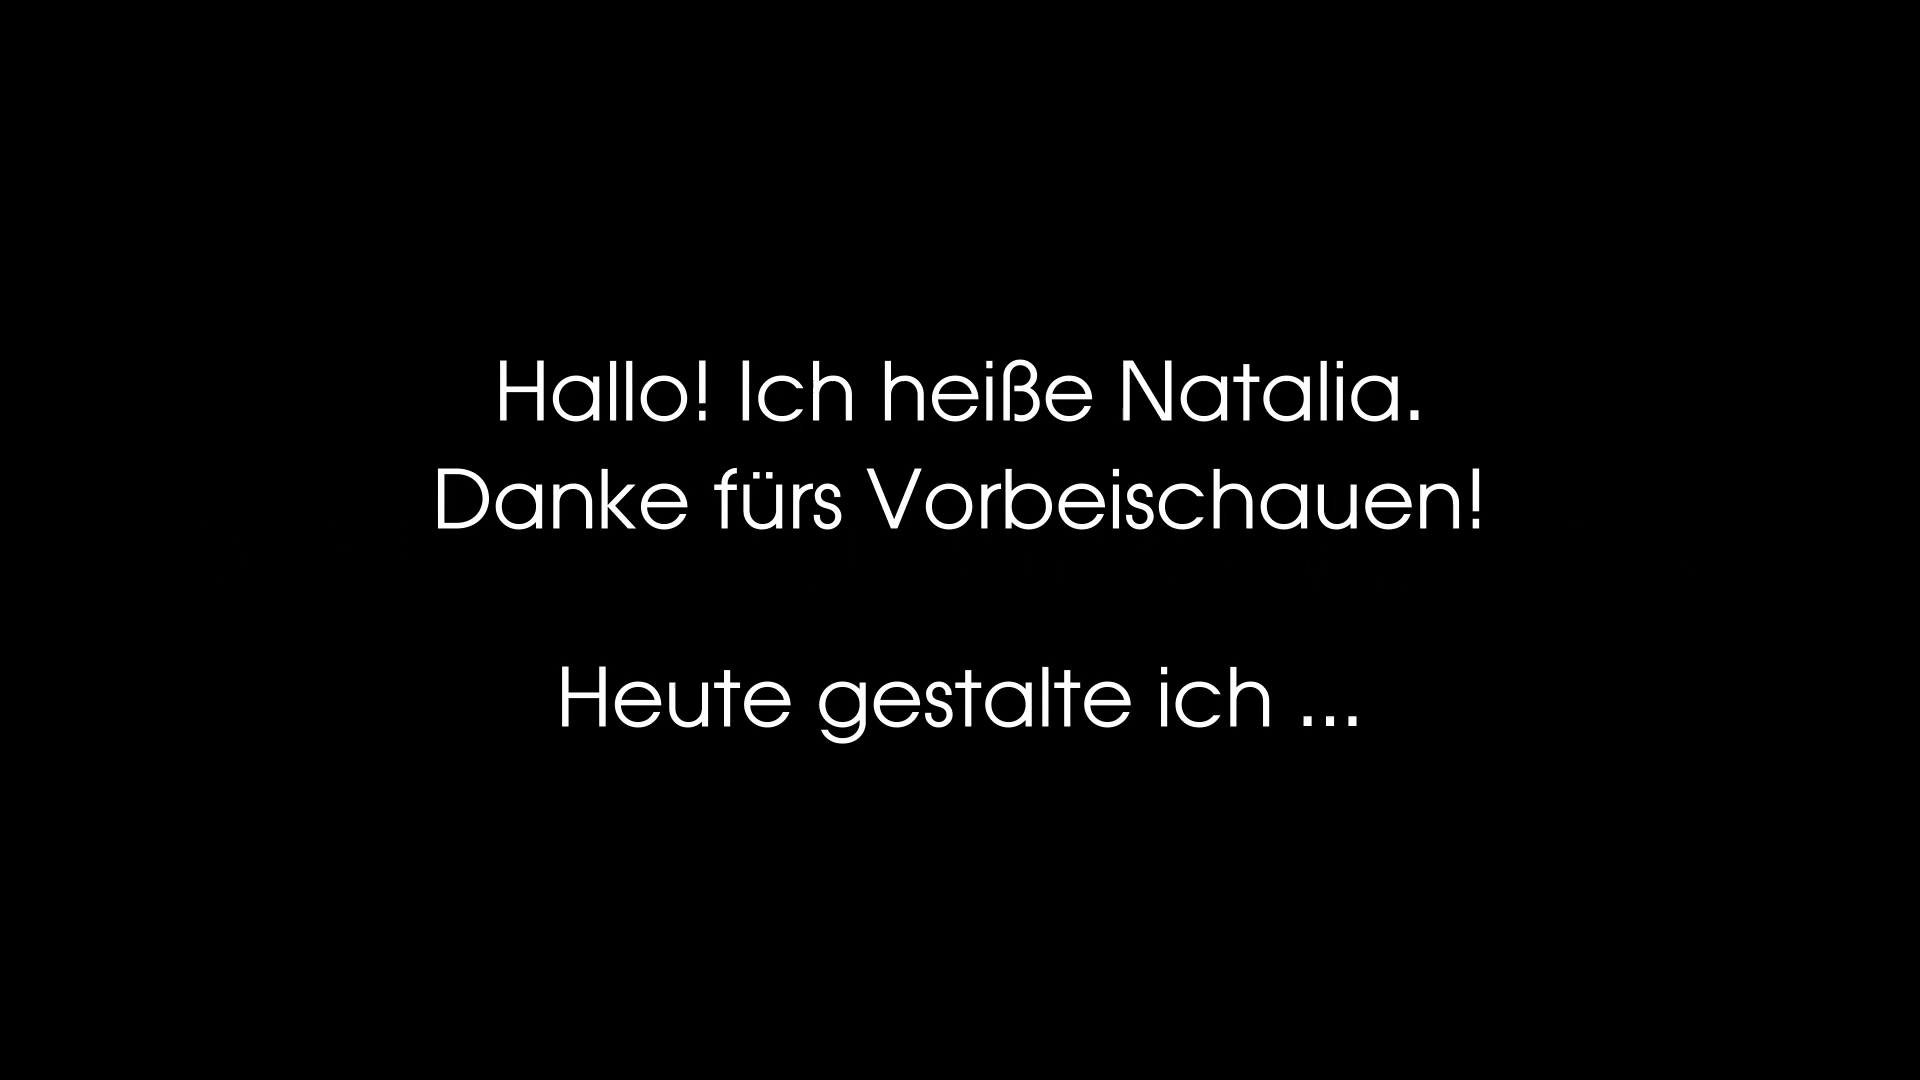 Hallo! Ich heiße Natalia.
Danke fürs Vorbeischauen!
Heute gestalte ich ...